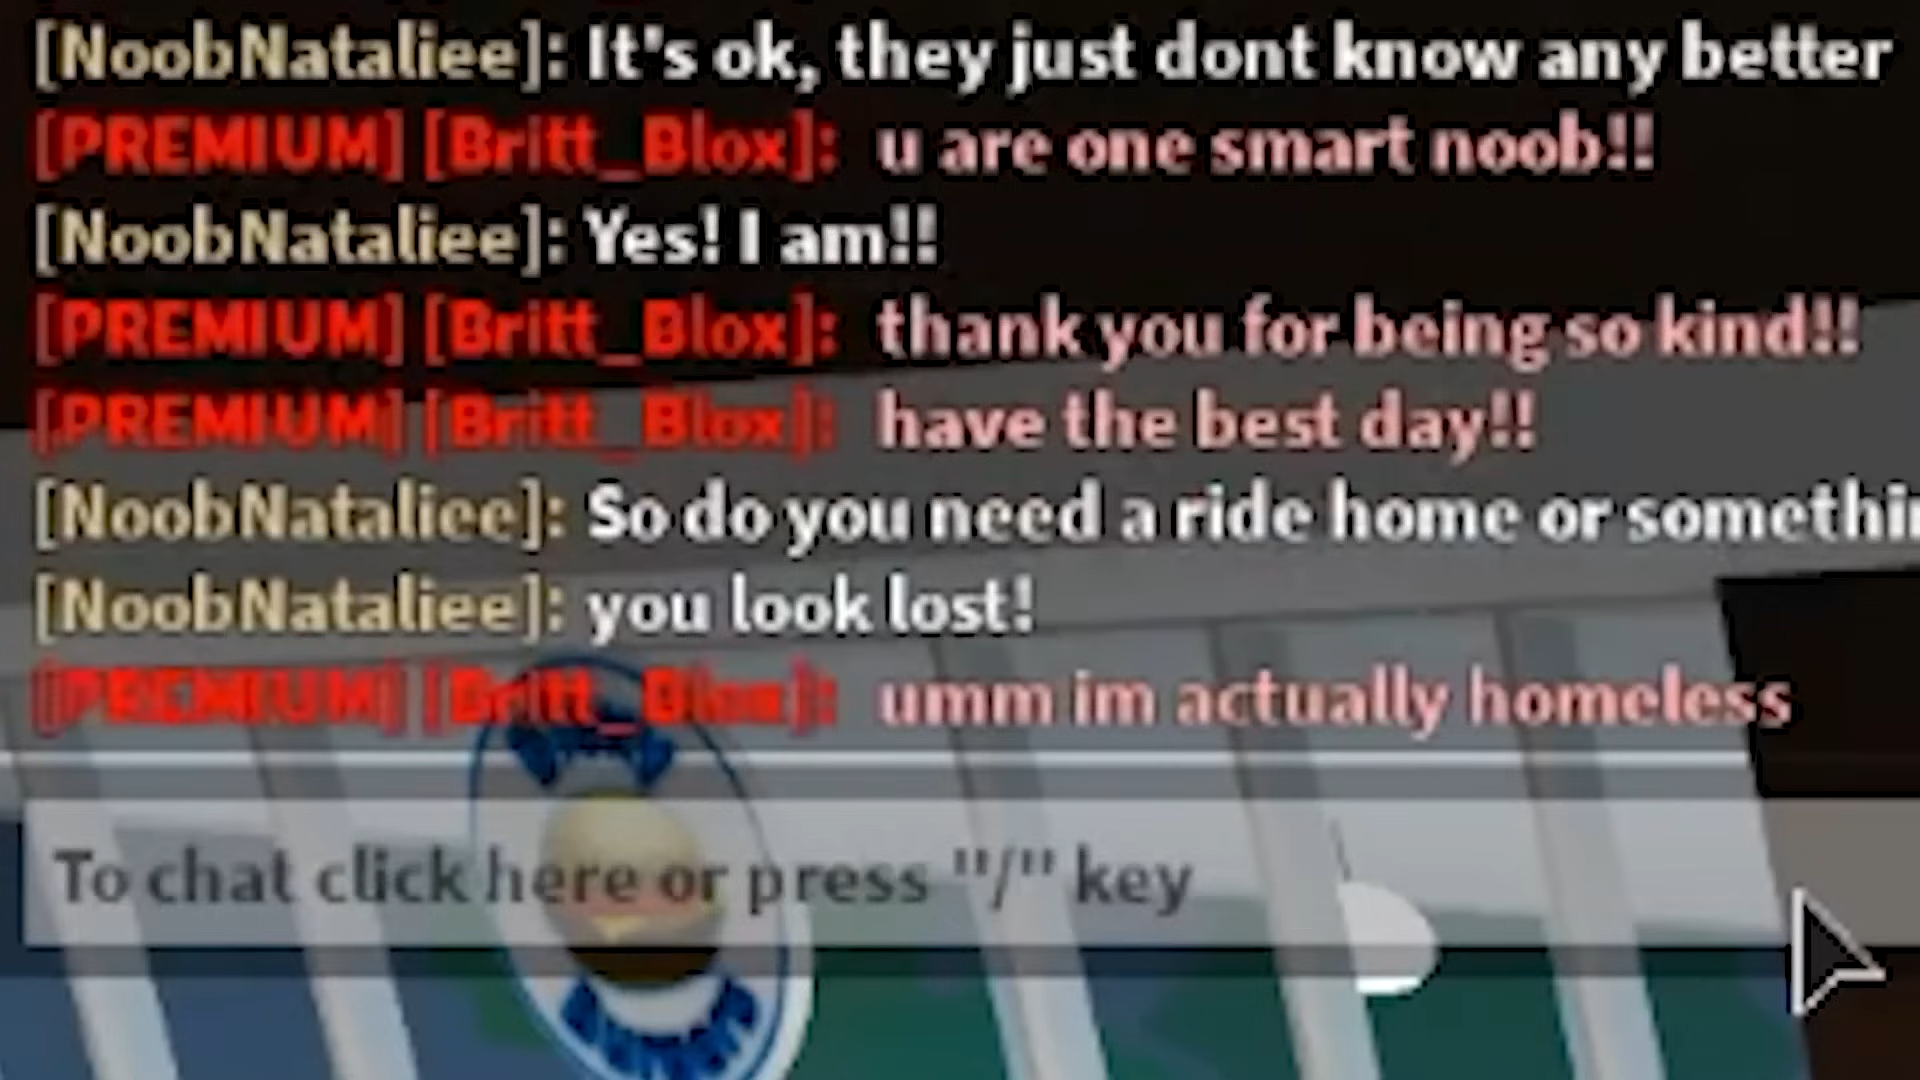 [NoobNataliee]: It's ok, they just dont know any better
[PREMIUM] [Britt_Blox]: u are one smart noob!!
[NoobNataliee]: Yes! I am!!
[PREMIUM] [Britt_Blox]: thank you for being so kind!!
[PREMIUM] [Britt_Blox]: have the best day!!
[NoobNataliee]: So do you need a ride home or somethin
[NoobNataliee]: you look lost!
[PREMIUM] [Britt_Blox]: umm im actually homeless
To chat click here or press "/" key